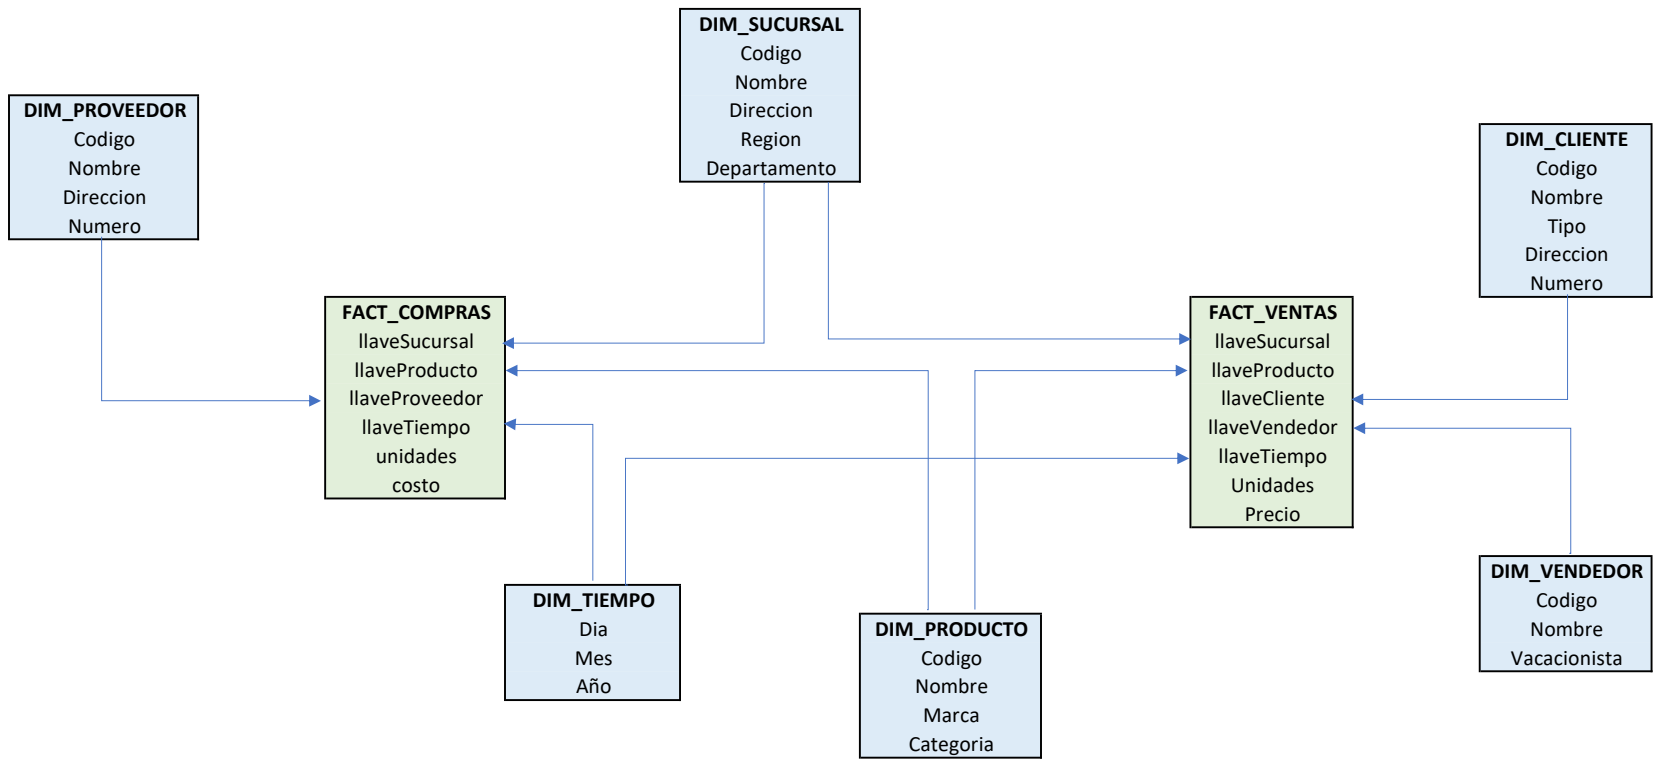 DIM_SUCURSAL
Codigo
Nombre
Direccion
Region
Departamento
DIM_PROVEEDOR
Codigo
Nombre
Direccion
Numero
DIM_CLIENTE
Codigo
Nombre
Tipo
Direccion
Numero
FACT_COMPRAS
llaveSucursal
llaveProducto
llaveProveedor
llaveTiempo
unidades
costo
FACT_VENTAS
llaveSucursal
llaveProducto
llaveCliente
llaveVendedor
llaveTiempo
Unidades
Precio
DIM_TIEMPO
Dia
Mes
Año
DIM_PRODUCTO
Codigo
Nombre
Marca
Categoria
DIM_VENDEDOR
Codigo
Nombre
Vacacionista